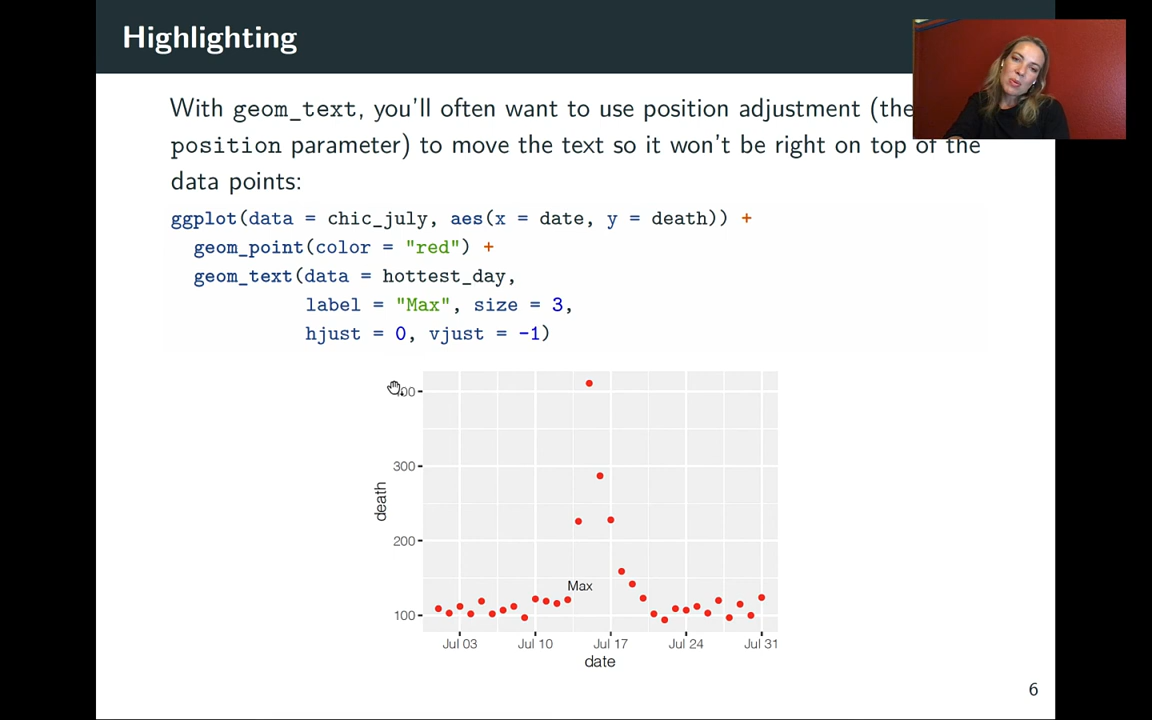 Highlighting
With geom_text, you'll often want to use position adjustment (the
position parameter) to move the text so it won't be right on top of the
data points:
ggplot(data = chic_july, aes(x = date, y = death)) +
geom_point(color = "red") +
geom_text(data = hottest_day,
label = "Max", size = 3,
hjust = 0, vjust = -1)
400
300
death
200
Max
100
Jul 03 Jul 10 Jul 17 Jul 24 Jul 31
date
6